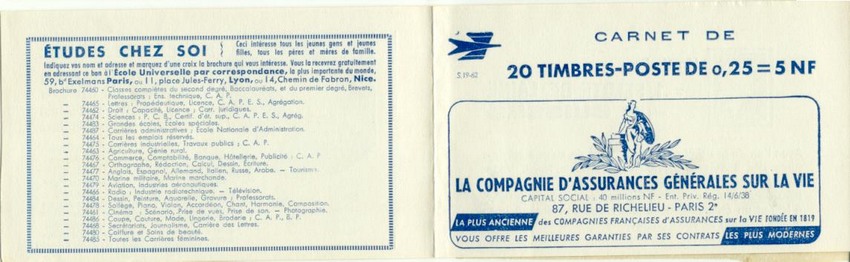 ÉTUDES CHEZ SOI { Ceci intéresse tous les jeunes gens et jeunes
filles, tous les pères et mères de famille.
Indiquez vos nom et adresse et marquez d'une croix la brochure qui vous intéresse. Vous la recevrez gratuitement
en adressant ce bon à l'École Universelle par correspondance, la plus importante du monde,
59, bd Exelmans Paris, ou 11, place Jules-Ferry, Lyon, ou 14, Chemin de Fabron, Nice.
Brochure 74460 - Classes complètes du second degré, Baccalauréats, et du premier degré, Brevets,
Professorats : Ens. technique, C. A. P.
— 74465 - Lettres : Propédeutique, Licence, C. A. P. E. S., Agrégation.
— 74462 - Droit : Capacité, Licence ; Carr. juridiques.
— 74474 - Sciences : P. C. B., Certif. d'ét. sup., C. A. P. E. S., Agrég.
— 74483 - Grandes écoles, Écoles spéciales.
— 74487 - Carrières administratives : École Nationale d'Administration.
— 74464 - Tous les emplois réservés.
— 74475 - Carrières industrielles, Travaux publics ; C. A. P.
— 74463 - Agriculture, Génie rural.
— 74476 - Commerce, Comptabilité, Banque, Hôtellerie, Publicité : C. A. P.
— 74467 - Orthographe, Rédaction, Calcul, Dessin, Écriture.
— 74477 - Anglais, Espagnol, Allemand, Italien, Russe, Arabe. — Tourisme.
— 74470 - Marine militaire, Marine marchande.
— 74479 - Aviation, Industries aéronautiques.
— 74466 - Radio : Industrie radiotechnique. — Télévision.
— 74484 - Dessin, Peinture, Aquarelle, Gravure : Professorats.
— 74478 - Solfège, Piano, Violon, Accordéon, Chant, Harmonie, Composition.
— 74461 - Cinéma : Scénario, Prise de vues, Prise de son. — Photographie.
— 74486 - Coupe, Couture, Mode, Lingerie, Broderie ; C. A. P., E. P.
— 74468 - Secrétariats, Journalisme, Carrière des Lettres.
— 74480 - Coiffure et Soins de beauté.
— 74485 - Toutes les Carrières féminines.
S.19-62
CARNET DE
20 TIMBRES-POSTE DE 0,25 = 5 NF
LA COMPAGNIE D'ASSURANCES GÉNÉRALES SUR LA VIE
CAPITAL SOCIAL : 40 millions NF - Ent. Priv. Rég. 14/6/38
87, RUE DE RICHELIEU - PARIS 2e
LA PLUS ANCIENNE des COMPAGNIES FRANÇAISES D'ASSURANCES sur la VIE FONDÉE EN 1819
VOUS OFFRE LES MEILLEURES GARANTIES PAR SES CONTRATS LES PLUS MODERNES